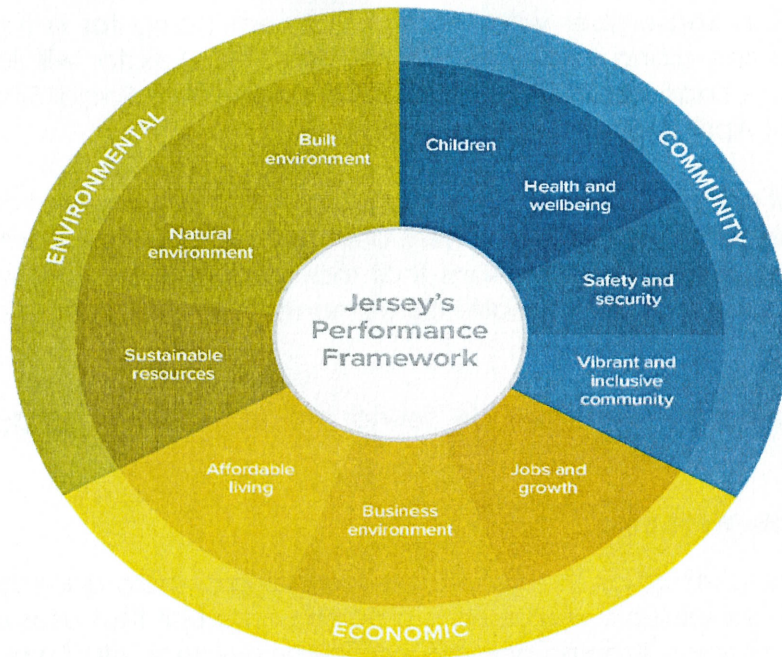 ENVIRONMENTAL
COMMUNITY
ECONOMIC
Jersey's
Performance
Framework
Children
Health and
wellbeing
Safety and
security
Vibrant and
inclusive
community
Jobs and
growth
Business
environment
Affordable
living
Sustainable
resources
Natural
environment
Built
environment